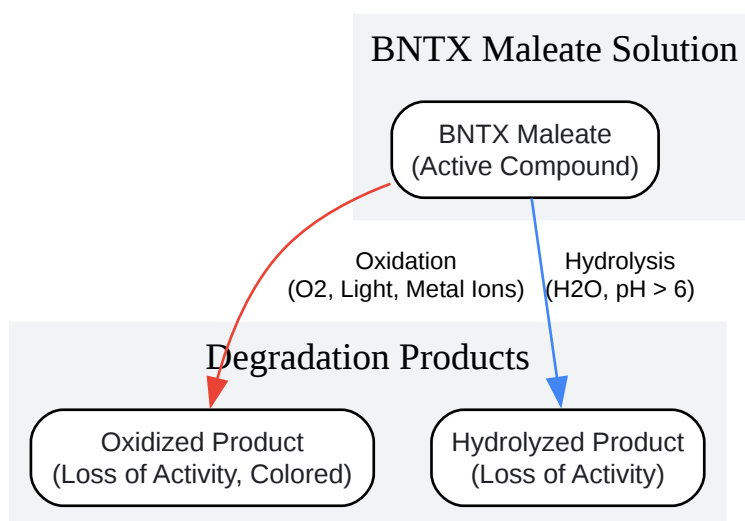 BNTX Maleate Solution
BNTX Maleate
(Active Compound)
Oxidation
(O2, Light, Metal Ions)
Hydrolysis
(H2O, pH > 6)
Degradation Products
Oxidized Product
(Loss of Activity, Colored)
Hydrolyzed Product
(Loss of Activity)